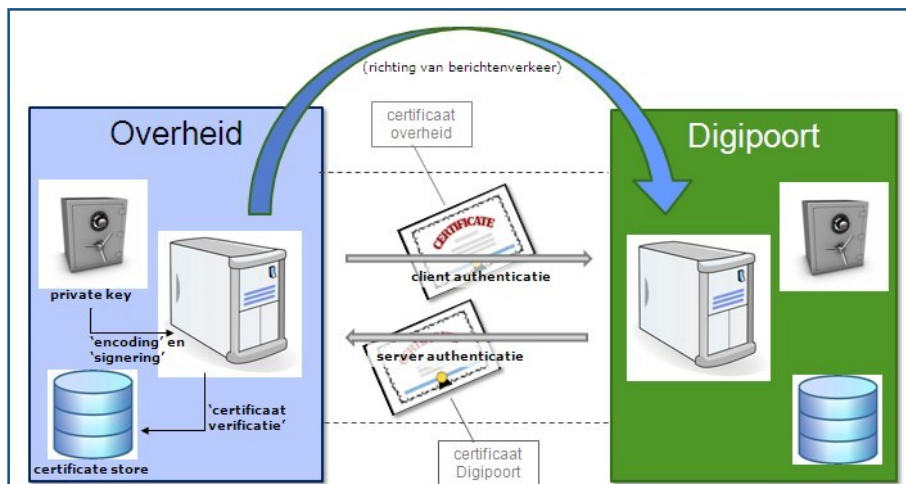 (richting van berichtenverkeer)
Overheid
certificaat
overheid
Digipoort
CERTIFICATE
client authenticatie
private key
'encoding' en
'signering'
server authenticatie
'certificaat
verificatie'
certificate store
certificaat
Digipoort